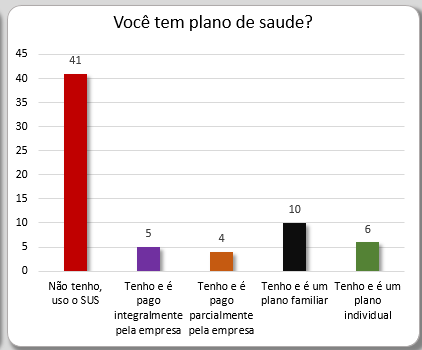 Você tem plano de saude?
45
40
35
30
25
20
15
10
5
0
41
5
4
10
6
Não tenho,
uso o SUS
Tenho e é
pago
integralmente
pela empresa
Tenho e é
pago
parcialmente
pela empresa
Tenho e é um
plano familiar
Tenho e é um
plano
individual